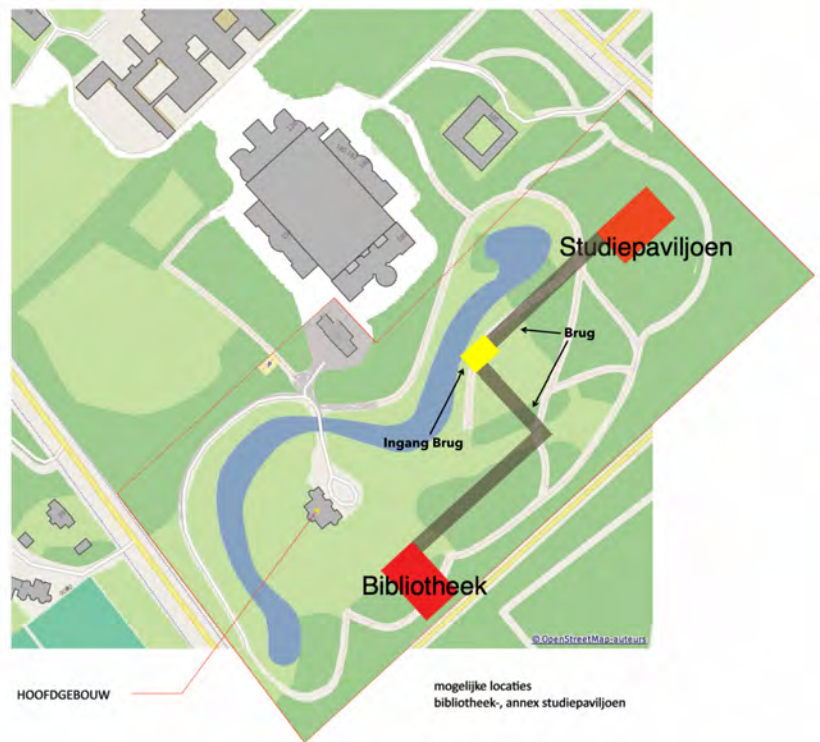 Studiepaviljoen
Brug
Ingang Brug
Bibliotheek
© OpenStreetMap-auteurs
HOOFDGEBOUW
mogelijke locaties
bibliotheek-, annex studiepaviljoen